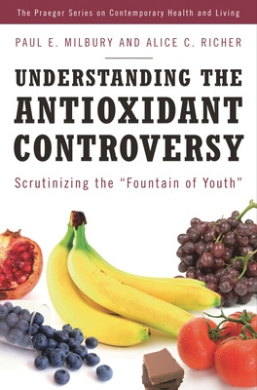 The Praeger Series on Contemporary Health and Living
PAUL E. MILBURY AND ALICE C. RICHER
UNDERSTANDING THE
ANTIOXIDANT
CONTROVERSY
Scrutinizing the “Fountain of Youth”